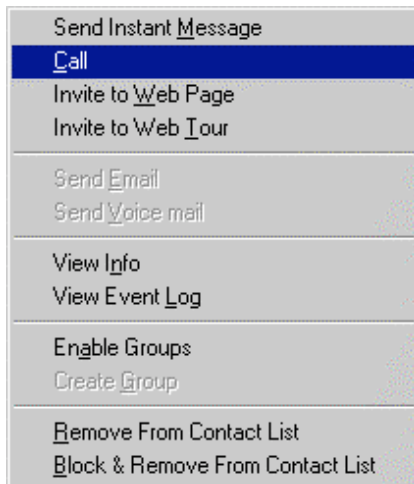 Send Instant Message
Call
Invite to Web Page
Invite to Web Tour
Send Email
Send Voice mail
View Info
View Event Log
Enable Groups
Create Group
Remove From Contact List
Block & Remove From Contact List